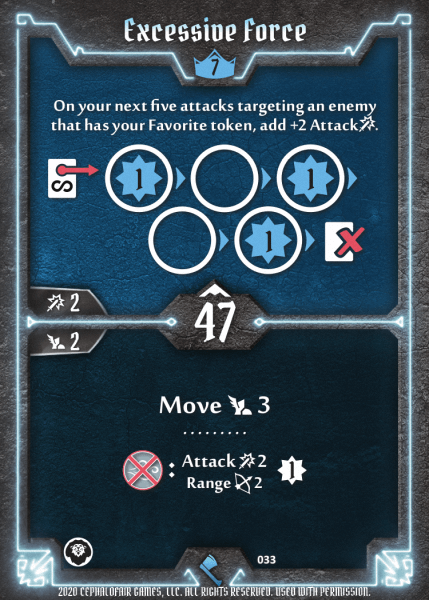 Excessive Force
7
On your next five attacks targeting an enemy
that has your Favorite token, add +2 Attack.
1 1
1
2
47
2
Move 3
.........
: Attack 2
Range 2
1
033
2020 CEPHALOFAIR GAMES, LLC. ALL RIGHTS RESERVED. USED WITH PERMISSION.